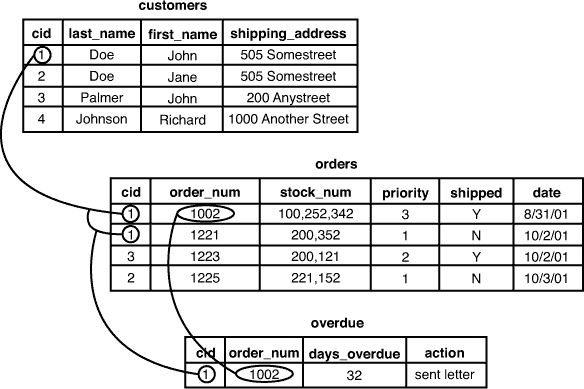 customers
cid last_name first_name shipping_address
1 Doe John 505 Somestreet
2 Doe Jane 505 Somestreet
3 Palmer John 200 Anystreet
4 Johnson Richard 1000 Another Street
orders
cid order_num stock_num priority shipped date
1 1002 100,252,342 3 Y 8/31/01
1 1221 200,352 1 N 10/2/01
3 1223 200,121 2 Y 10/2/01
2 1225 221,152 1 N 10/3/01
overdue
cid order_num days_overdue action
1 1002 32 sent letter